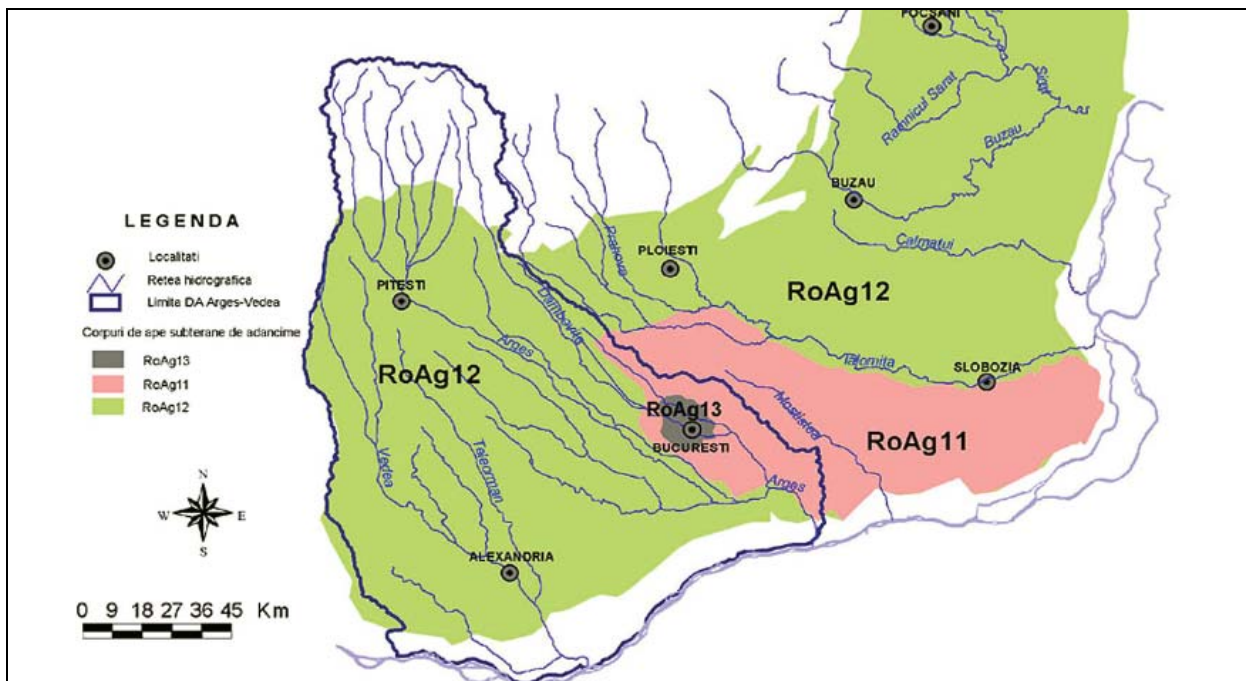 FOCSANI
Ramnicul Sarat
Siret
Buzau
BUZAU
Calmatui
LEGENDA
Localitati
Retea hidrografica
Limita DA Arges-Vedea
Corpuri de ape subterane de adancime
RoAg13
RoAg11
RoAg12
PLOIESTI
Prahova
RoAg12
PITESTI
Dambovita
Arges
RoAg12
Ialomita
SLOBOZIA
RoAg13
BUCURESTI
Mostistea
RoAg11
Arges
Vedea
Teleorman
ALEXANDRIA
N
W E
S
0 9 18 27 36 45 Km